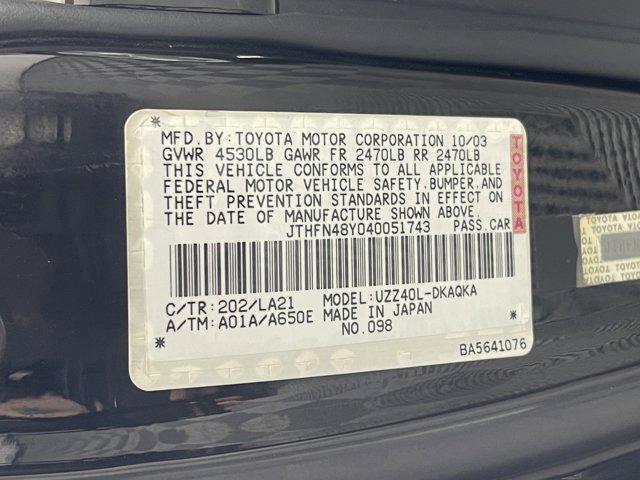 MFD. BY: TOYOTA MOTOR CORPORATION 10/03
GVWR 4530LB GAWR FR 2470LB RR 2470LB
THIS VEHICLE CONFORMS TO ALL APPLICABLE
FEDERAL MOTOR VEHICLE SAFETY, BUMPER, AND
THEFT PREVENTION STANDARDS IN EFFECT ON
THE DATE OF MANUFACTURE SHOWN ABOVE.
JTHFN48Y040051743 PASS. CAR
TOYOTA
C/TR: 202/LA21 MODEL: UZZ40L-DKAQKA
A/TM: A01A/A650E MADE IN JAPAN
NO. 098
BA5641076